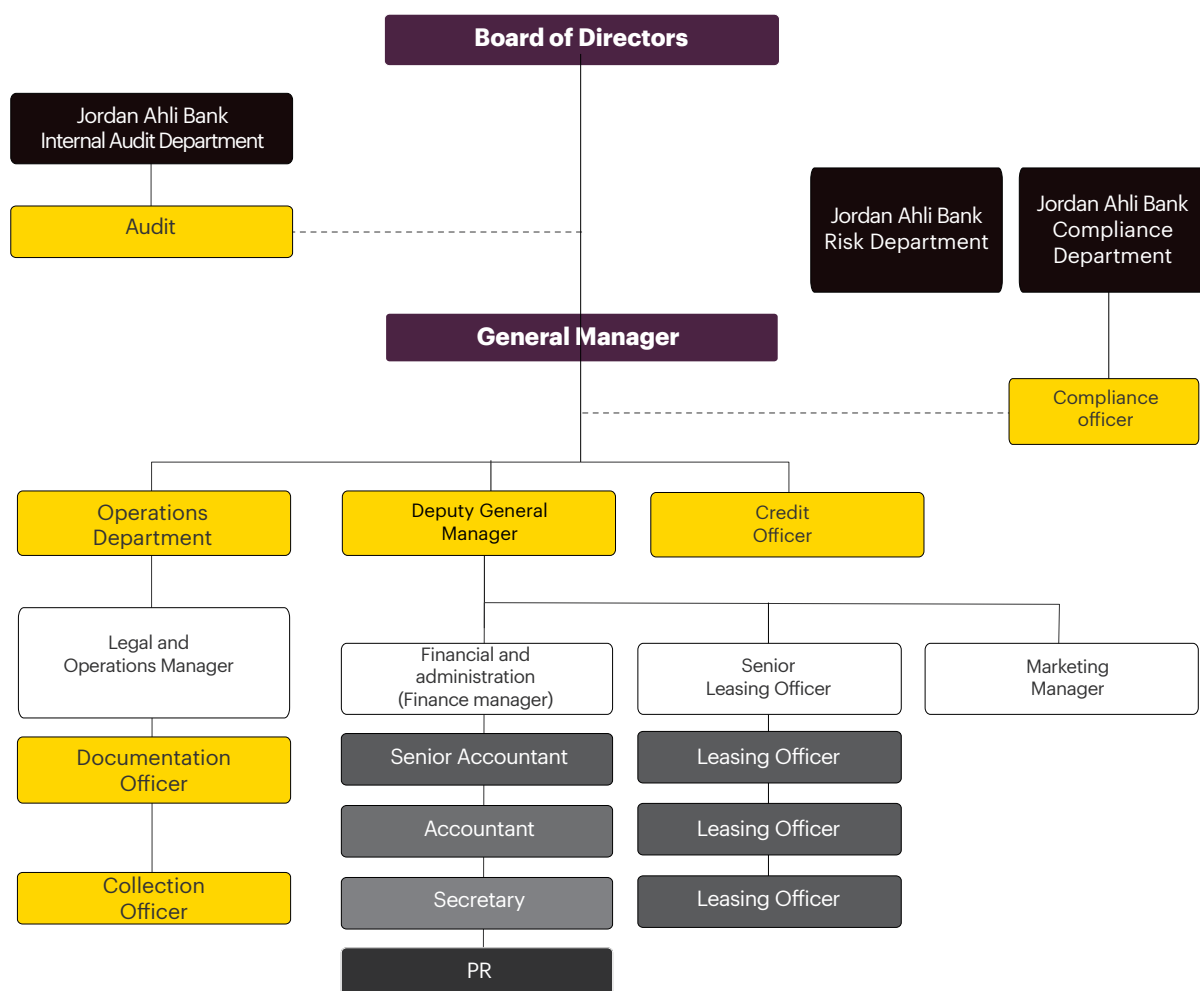 Board of Directors
Jordan Ahli Bank
Internal Audit Department
Audit
Jordan Ahli Bank
Risk Department
Jordan Ahli Bank
Compliance
Department
General Manager
Compliance
officer
Operations
Department
Deputy General
Manager
Credit
Officer
Legal and
Operations Manager
Financial and
administration
(Finance manager)
Senior
Leasing Officer
Marketing
Manager
Documentation
Officer
Senior Accountant
Leasing Officer
Accountant
Leasing Officer
Collection
Officer
Secretary
Leasing Officer
PR